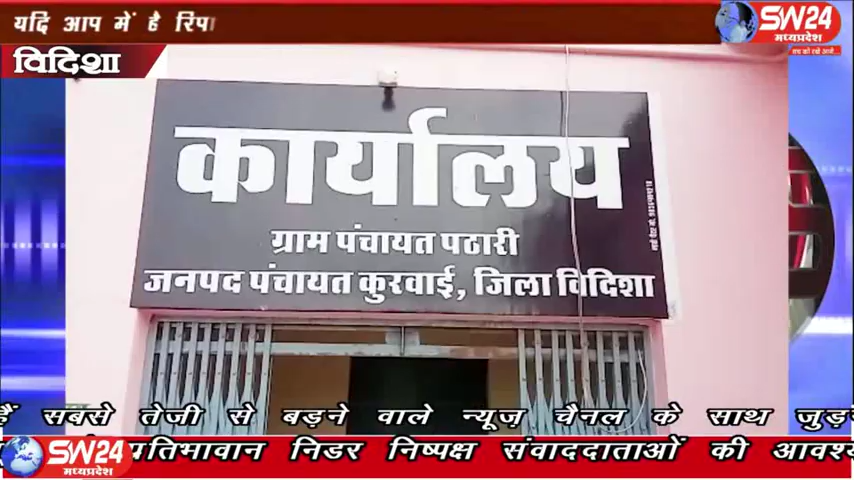 यदि आप में है रिपा
SW24
मध्यप्रदेश
विदिशा
कार्यालय
ग्राम पंचायत पठारी
जनपद पंचायत कुरवाई, जिला विदिशा
हैं सबसे तेजी से बड़ने वाले न्यूज़ चैनल के साथ जुड़ने
प्रतिभावान निडर निष्पक्ष संवाददाताओं की आवश्य
SW24
मध्यप्रदेश